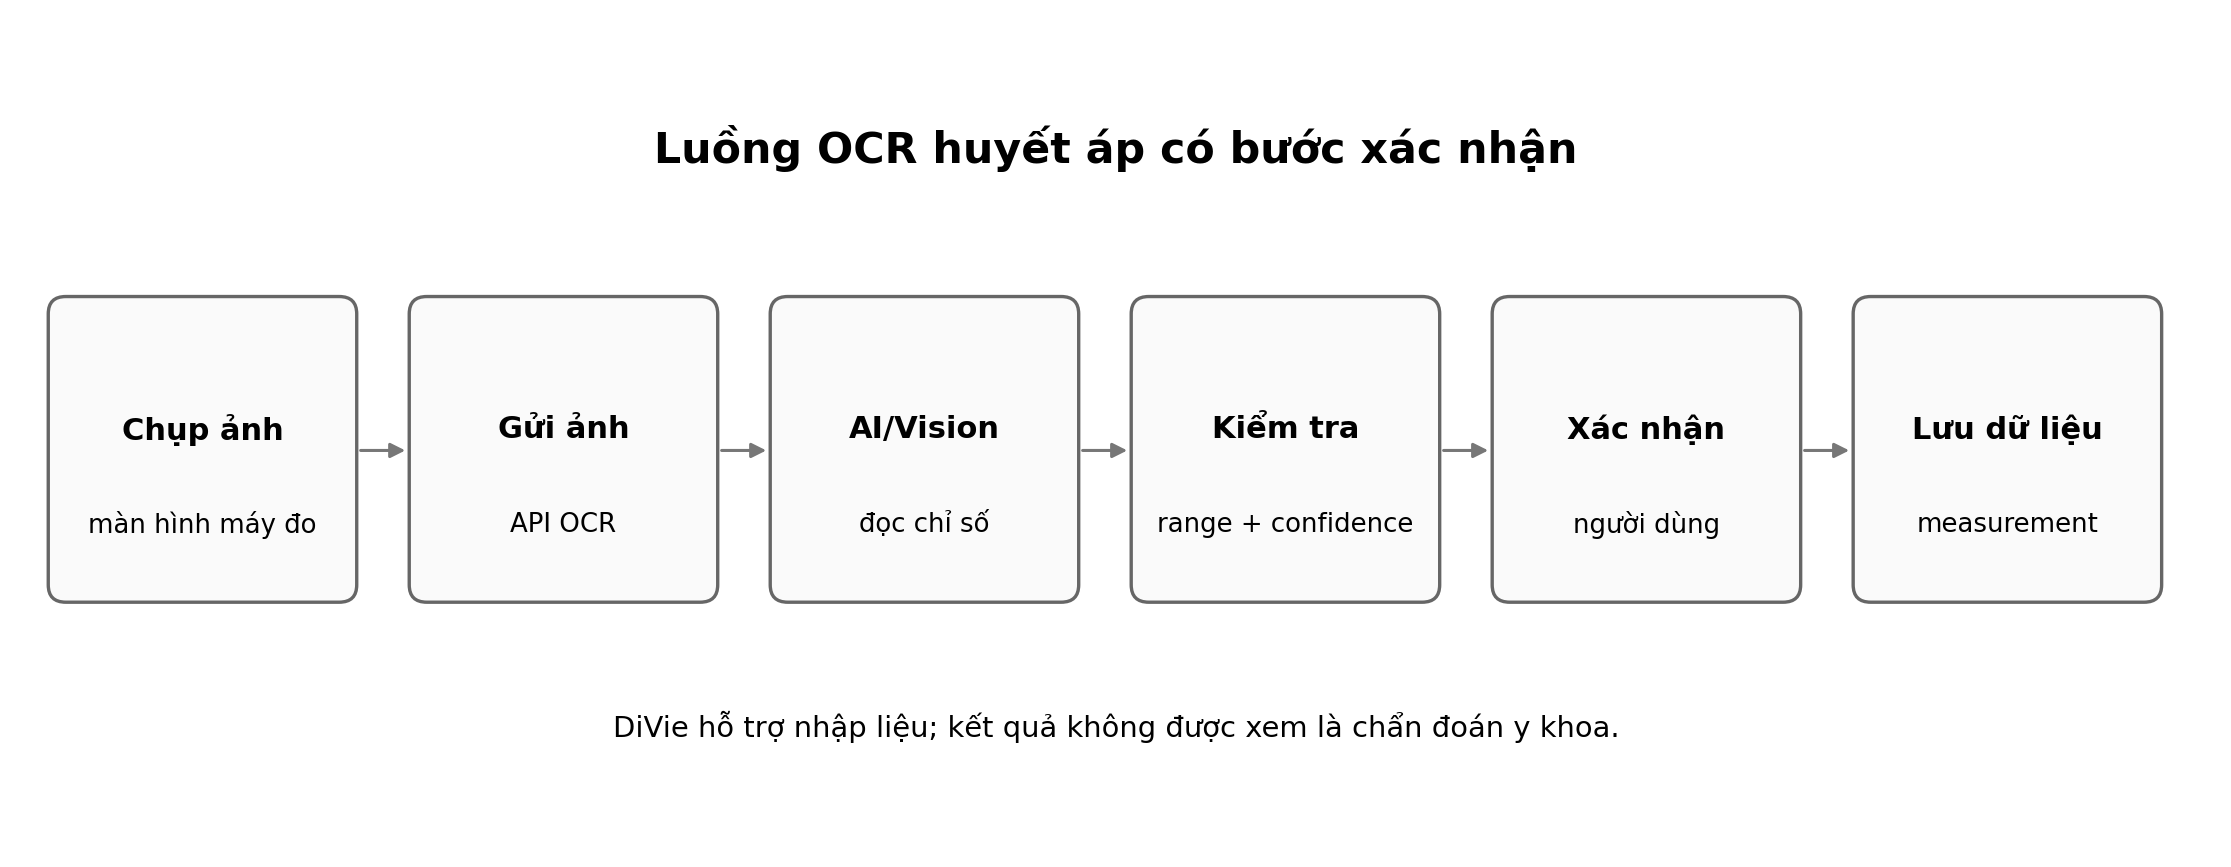 Luồng OCR huyết áp có bước xác nhận
Chụp ảnh
màn hình máy đo
Gửi ảnh
API OCR
AI/Vision
đọc chỉ số
Kiểm tra
range + confidence
Xác nhận
người dùng
Lưu dữ liệu
measurement
DiVie hỗ trợ nhập liệu; kết quả không được xem là chẩn đoán y khoa.